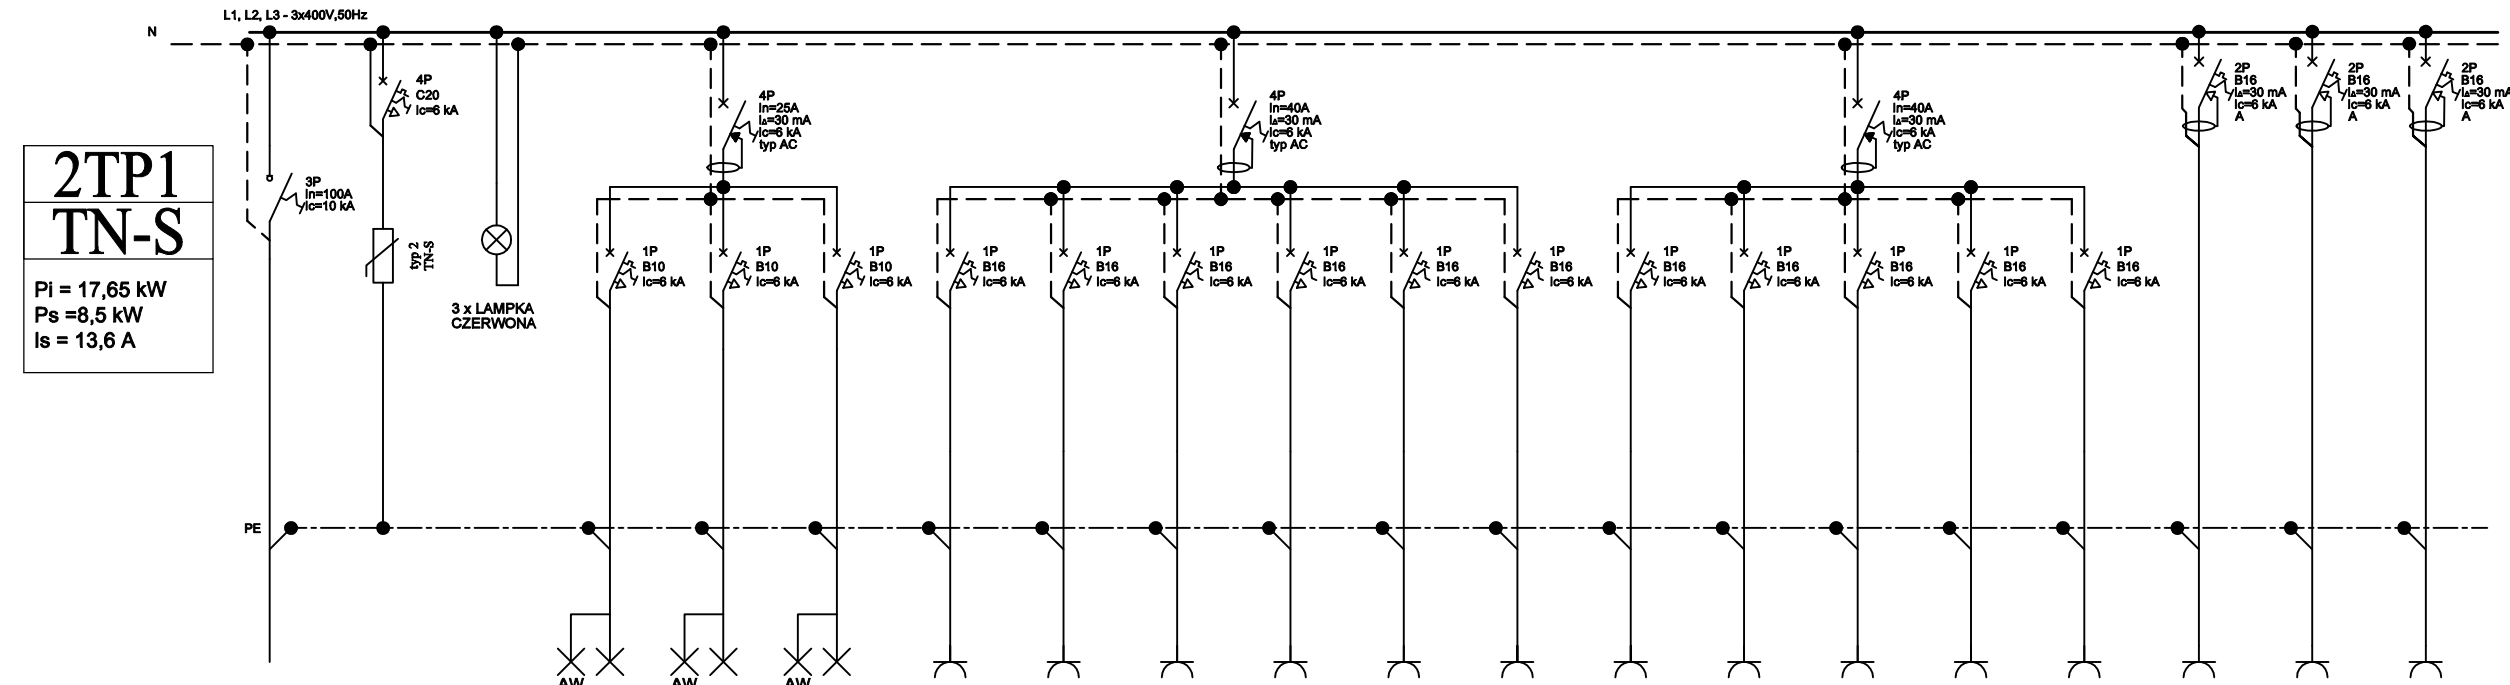 L1, L2, L3 - 3x400V,50Hz
N
2TP1
TN-S
Pi = 17,65 kW
Ps =8,5 kW
Is = 13,6 A
3P
In=100A
Ic=10 kA
4P
C20
Ic=6 kA
typ 2
TN-S
3 x LAMPKA
CZERWONA
4P
In=25A
I∆=30 mA
Ic=6 kA
typ AC
1P
B10
Ic=6 kA
1P
B10
Ic=6 kA
1P
B10
Ic=6 kA
4P
In=40A
I∆=30 mA
Ic=6 kA
typ AC
1P
B16
Ic=6 kA
1P
B16
Ic=6 kA
1P
B16
Ic=6 kA
1P
B16
Ic=6 kA
1P
B16
Ic=6 kA
1P
B16
Ic=6 kA
4P
In=40A
I∆=30 mA
Ic=6 kA
typ AC
1P
B16
Ic=6 kA
1P
B16
Ic=6 kA
1P
B16
Ic=6 kA
1P
B16
Ic=6 kA
1P
B16
Ic=6 kA
2P
B16
I∆=30 mA
Ic=6 kA
A
2P
B16
I∆=30 mA
Ic=6 kA
A
2P
B16
I∆=30 mA
Ic=6 kA
A
PE
AW
AW
AW